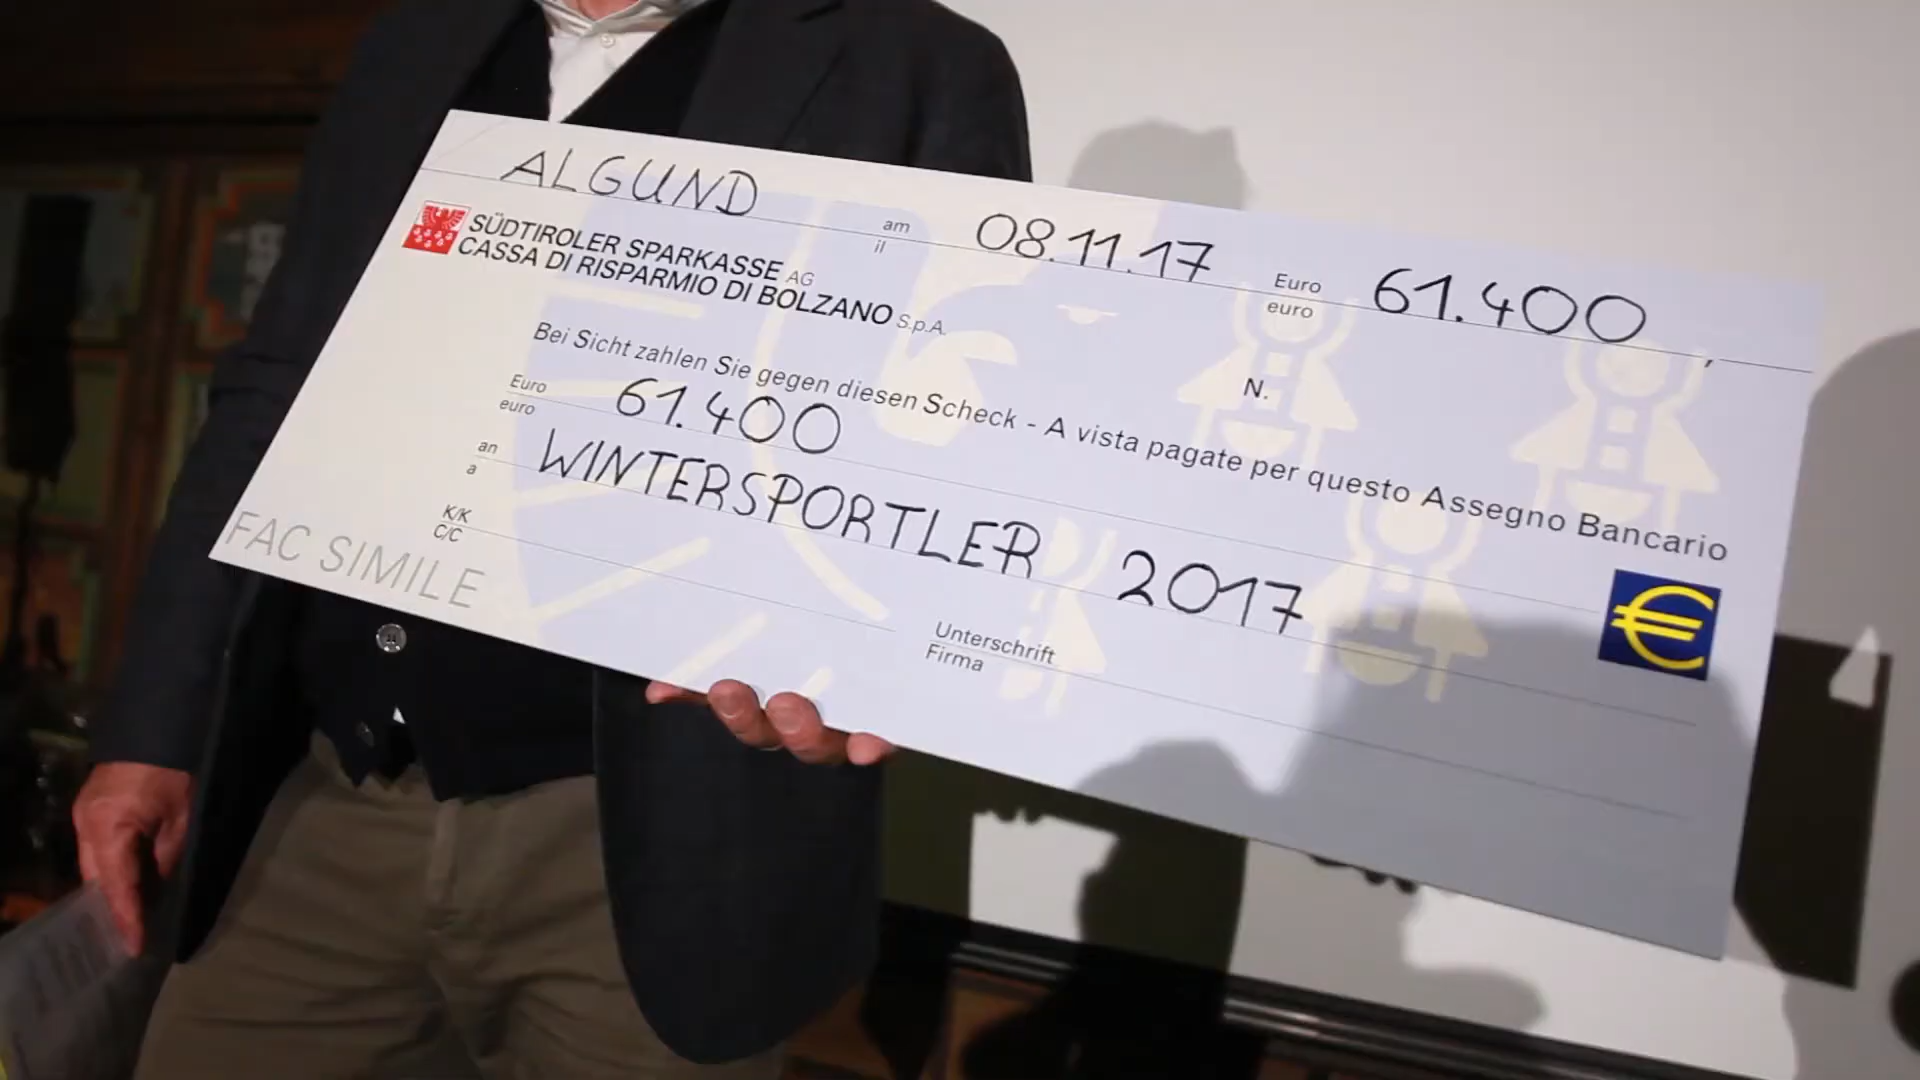 ALGUND am 08.11.17 Euro 61.400 ,
il euro
SÜDTIROLER SPARKASSE AG
CASSA DI RISPARMIO DI BOLZANO S.p.A.
N.
Bei Sicht zahlen Sie gegen diesen Scheck - A vista pagate per questo Assegno Bancario
Euro 61.400
euro
an WINTERSPORTLER 2017
a
K/K
C/C
FAC SIMILE
Unterschrift
Firma
€